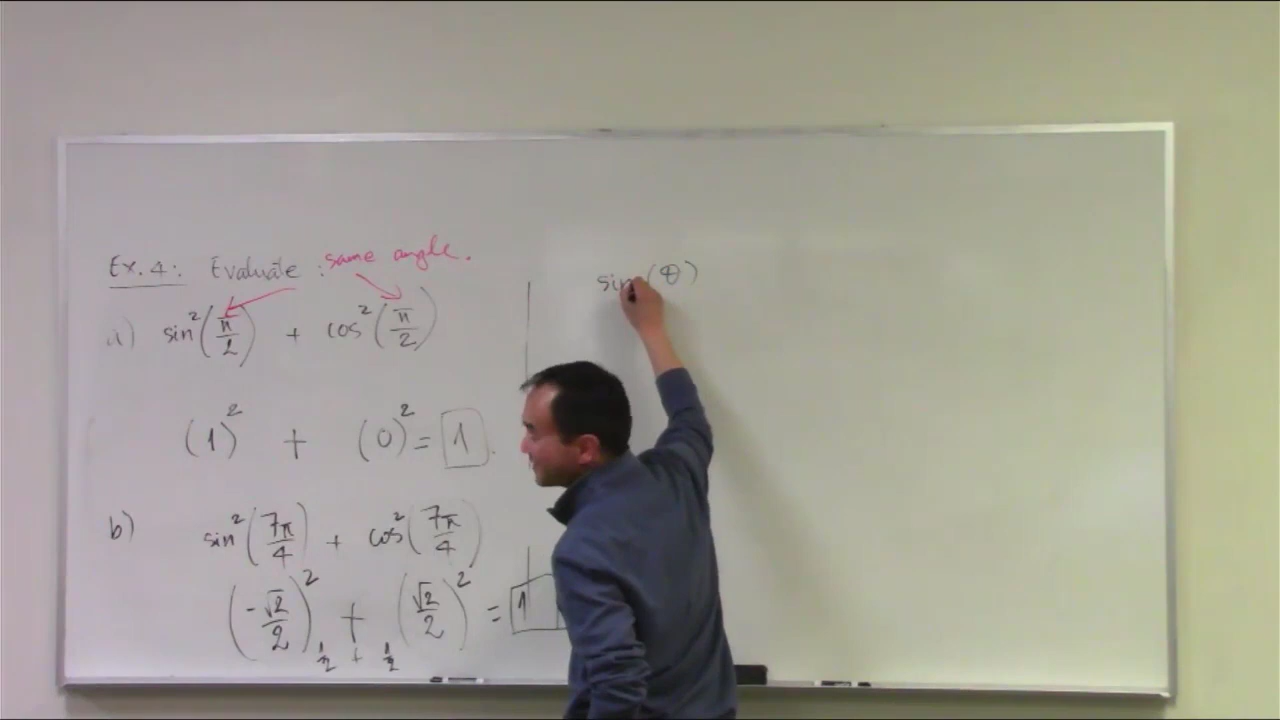 Ex. 4: Evaluate : same angle.
a) sin²(π/2) + cos²(π/2)
(1)² + (0)² = 1.
b) sin²(7π/4) + cos²(7π/4)
(-√2/2)² + (√2/2)² = 1
1/2 + 1/2
sin (θ)